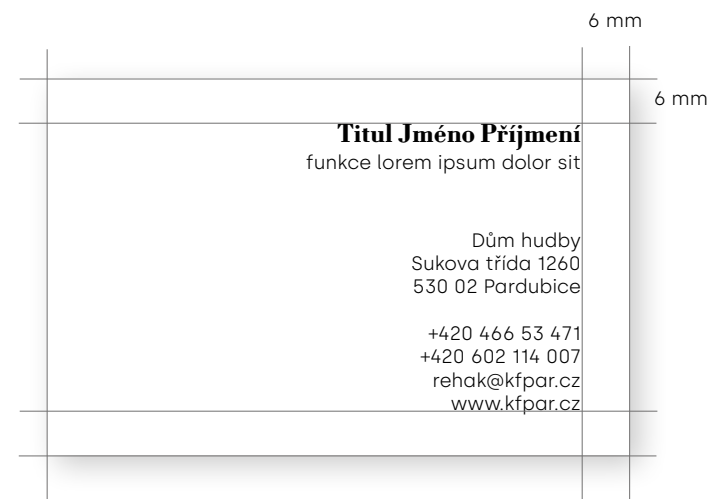 6 mm
6 mm
Titul Jméno Příjmení
funkce lorem ipsum dolor sit
Dům hudby
Sukova třída 1260
530 02 Pardubice
+420 466 53 471
+420 602 114 007
rehak@kfpar.cz
www.kfpar.cz